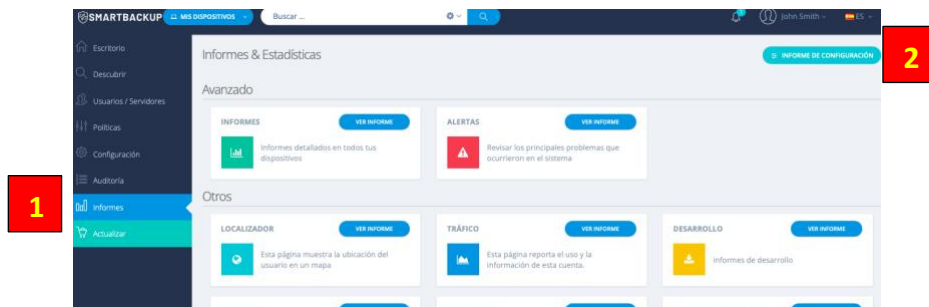 SMARTBACKUP MIS DISPOSITIVOS Buscar ... John Smith ES
Escritorio
Descubrir
Usuarios / Servidores
Políticas
Configuración
Auditoría
Informes
Actualizar
1
Informes & Estadísticas
INFORME DE CONFIGURACIÓN
2
Avanzado
INFORMES VER INFORME
Informes detallados en todos tus
dispositivos
ALERTAS VER INFORME
Revisar los principales problemas que
ocurrieron en el sistema
Otros
LOCALIZADOR VER INFORME
Esta página muestra la ubicación del
usuario en un mapa
TRÁFICO VER INFORME
Esta página reporta el uso y la
información de esta cuenta.
DESARROLLO VER INFORME
informes de desarrollo